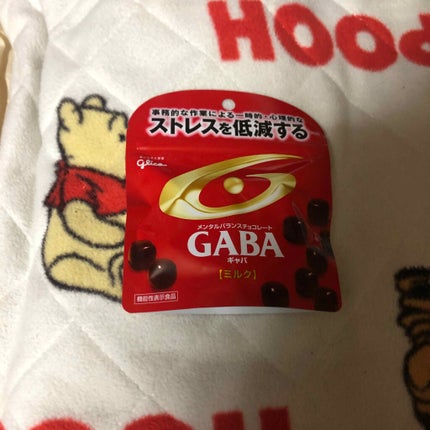 POOH
事務的な作業による一時的・心理的な
ストレスを低減する
glico
メンタルバランスチョコレート
GABA
ギャバ
【ミルク】
機能性表示食品